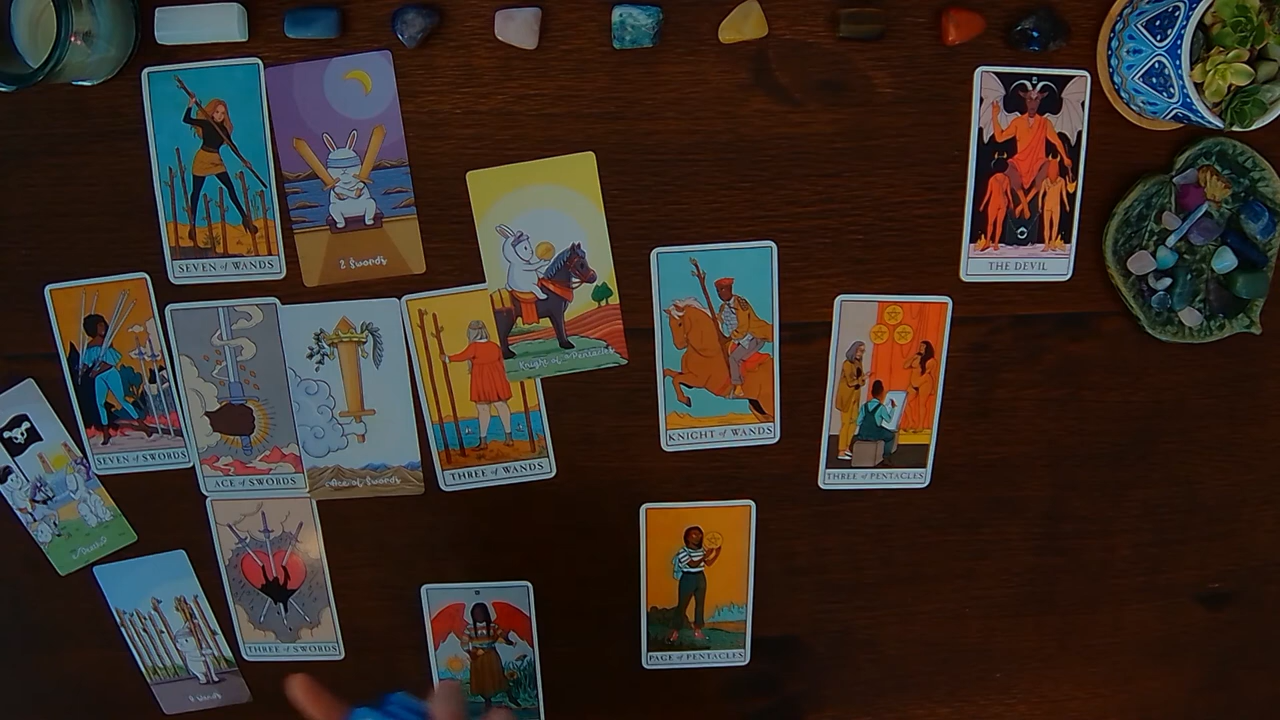 SEVEN of WANDS
2 Swords
THE DEVIL
Knight of Pentacles
SEVEN of SWORDS
ACE of SWORDS
Ace of Swords
THREE of WANDS
KNIGHT of WANDS
THREE of PENTACLES
Death
THREE of SWORDS
PAGE of PENTACLES